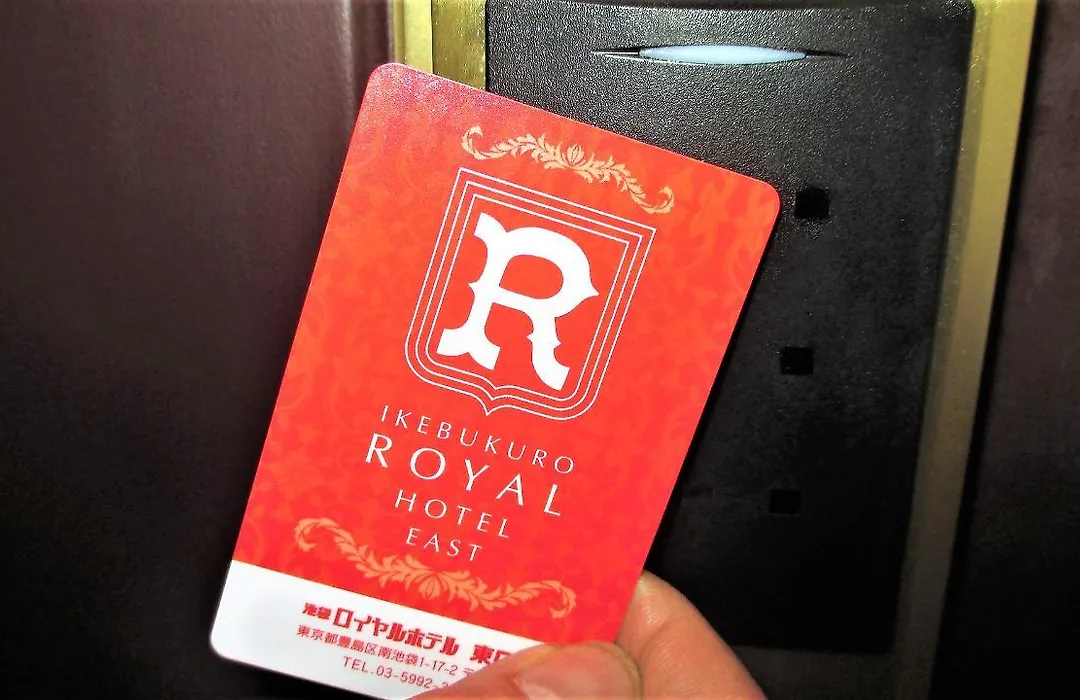 R
IKEBUKURO
ROYAL
HOTEL
EAST
池袋 ロイヤルホテル 東口
東京都豊島区南池袋1-17-2
TEL.03-5992-